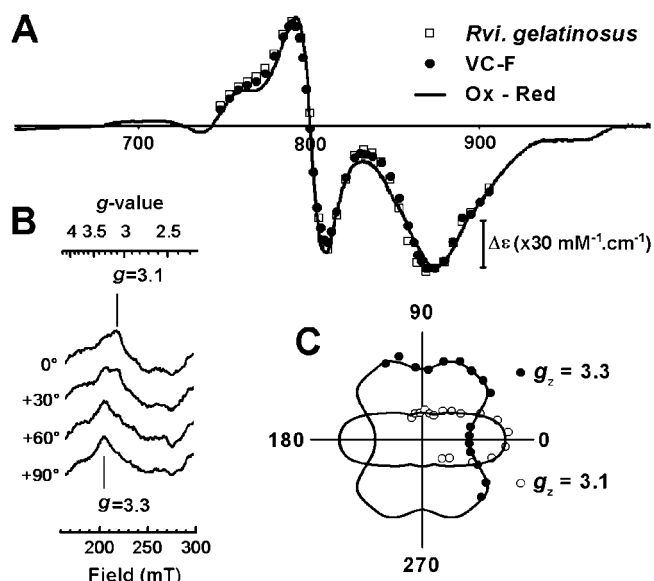 A
Rvi. gelatinosus
VC-F
Ox - Red
700
800
900
Δε (x30 mM⁻¹.cm⁻¹)
B
g-value
4 3.5 3 2.5
g=3.1
0°
+30°
+60°
+90°
g=3.3
200 250 300
Field (mT)
C
90
g_z = 3.3
180
0
g_z = 3.1
270